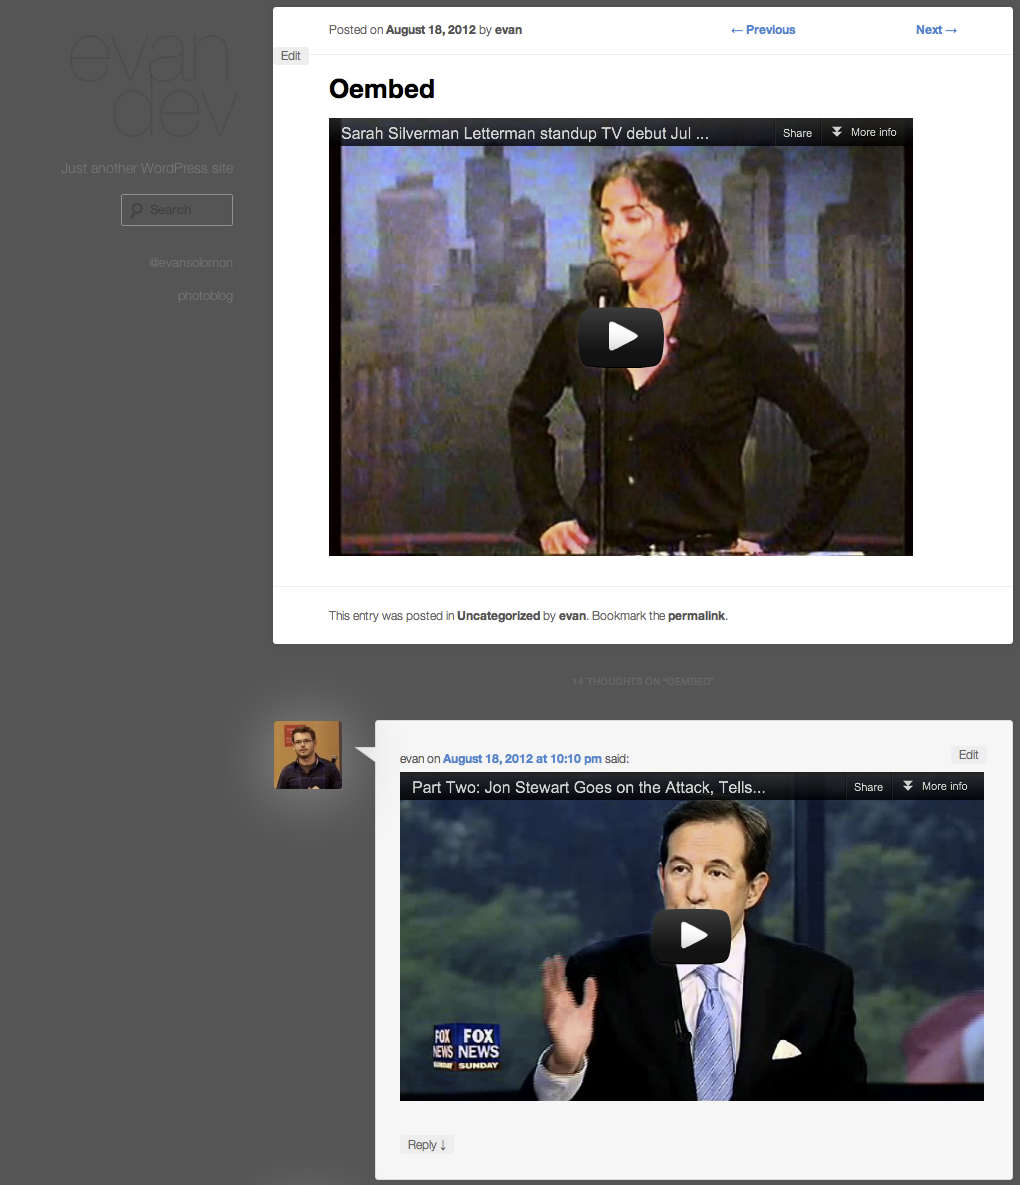 evan
dev
Just another WordPress site
Search
@evansolomon
photoblog
Posted on August 18, 2012 by evan
← Previous
Next →
Edit
Oembed
Sarah Silverman Letterman standup TV debut Jul ...
Share
More info
This entry was posted in Uncategorized by evan. Bookmark the permalink.
14 THOUGHTS ON “OEMBED”
evan on August 18, 2012 at 10:10 pm said:
Edit
Part Two: Jon Stewart Goes on the Attack, Tells...
Share
More info
FOX FOX
NEWS NEWS
SUNDAY SUNDAY
Reply ↓